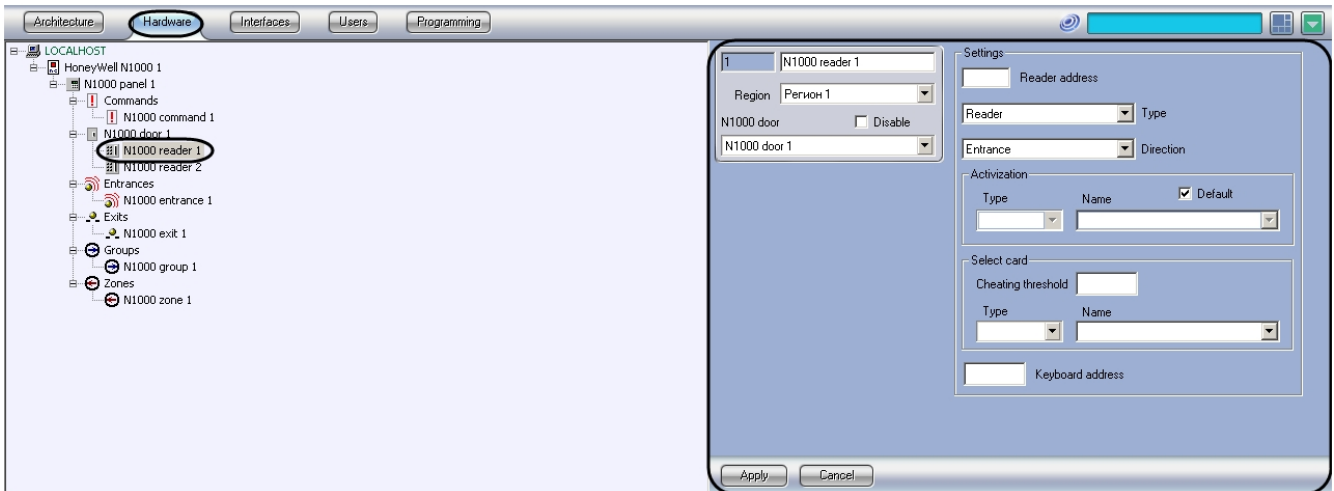 Architecture Hardware Interfaces Users Programming
LOCALHOST
HoneyWell N1000 1
N1000 panel 1
Commands
N1000 command 1
N1000 door 1
N1000 reader 1
N1000 reader 2
Entrances
N1000 entrance 1
Exits
N1000 exit 1
Groups
N1000 group 1
Zones
N1000 zone 1
1 N1000 reader 1
Region Регион 1
N1000 door Disable
N1000 door 1
Settings
Reader address
Reader Type
Entrance Direction
Activization
Type Name Default
Select card
Cheating threshold
Type Name
Keyboard address
Apply Cancel